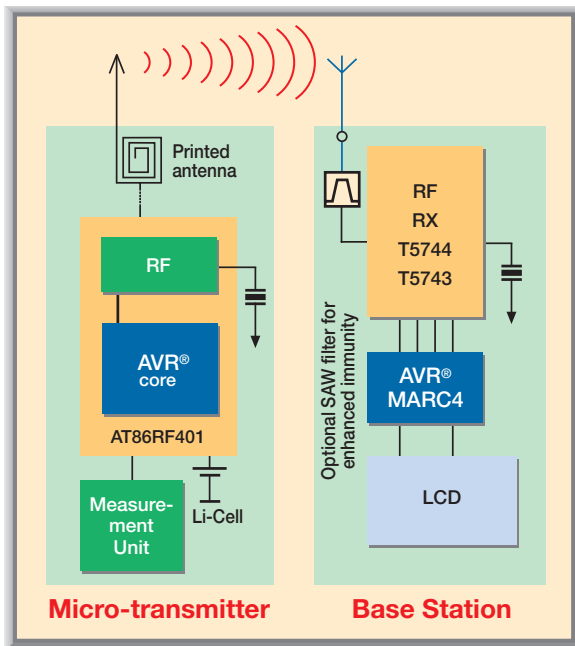 Printed
antenna
RF
AVR®
core
AT86RF401
Measure-
ment
Unit
Li-Cell
Micro-transmitter
RF
RX
T5744
T5743
Optional SAW filter for
enhanced immunity
AVR®
MARC4
LCD
Base Station